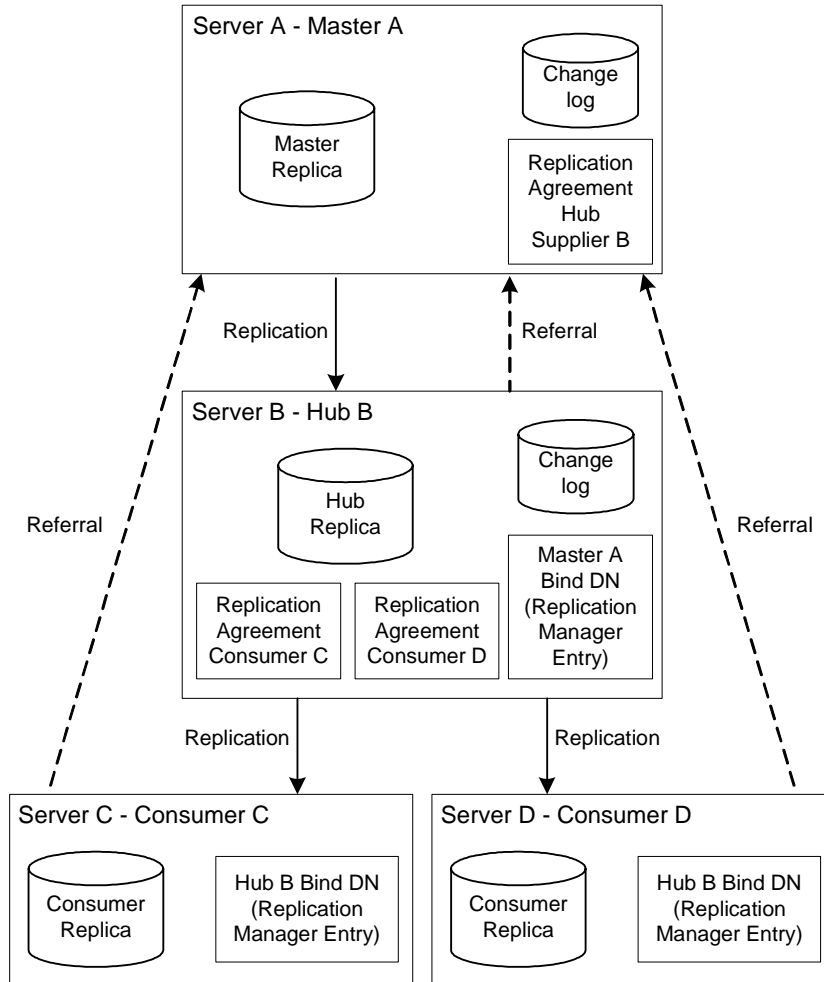 Server A - Master A
Change
log
Master
Replica
Replication
Agreement
Hub
Supplier B
Replication
Referral
Server B - Hub B
Change
log
Hub
Replica
Referral
Referral
Master A
Bind DN
(Replication
Manager
Entry)
Replication
Agreement
Consumer C
Replication
Agreement
Consumer D
Replication
Replication
Server C - Consumer C
Consumer
Replica
Hub B Bind DN
(Replication
Manager Entry)
Server D - Consumer D
Consumer
Replica
Hub B Bind DN
(Replication
Manager Entry)